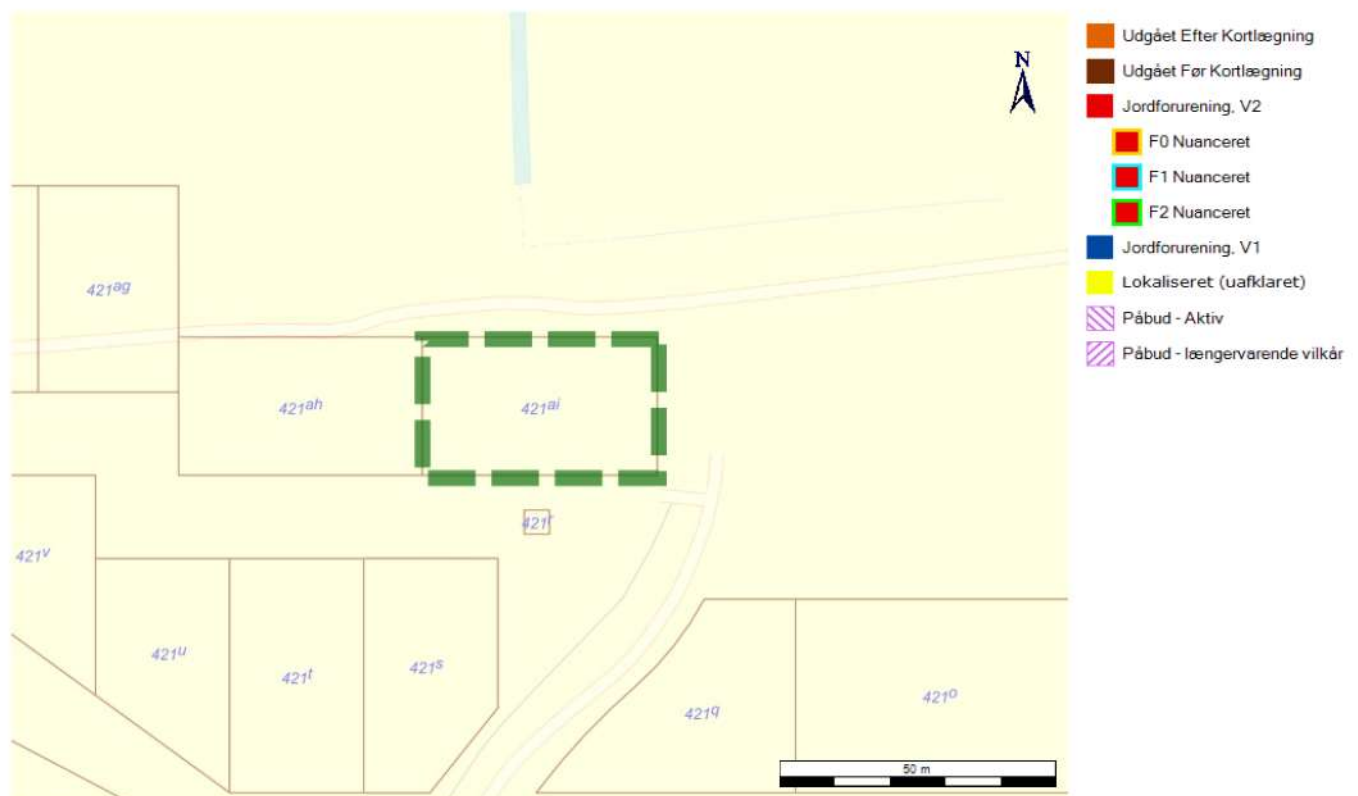 N
421ag
421ah
421ai
421r
421v
421u
421t
421s
421q
421o
50 m
Udgået Efter Kortlægning
Udgået Før Kortlægning
Jordforurening, V2
F0 Nuanceret
F1 Nuanceret
F2 Nuanceret
Jordforurening, V1
Lokaliseret (uafklaret)
Påbud - Aktiv
Påbud - længervarende vilkår